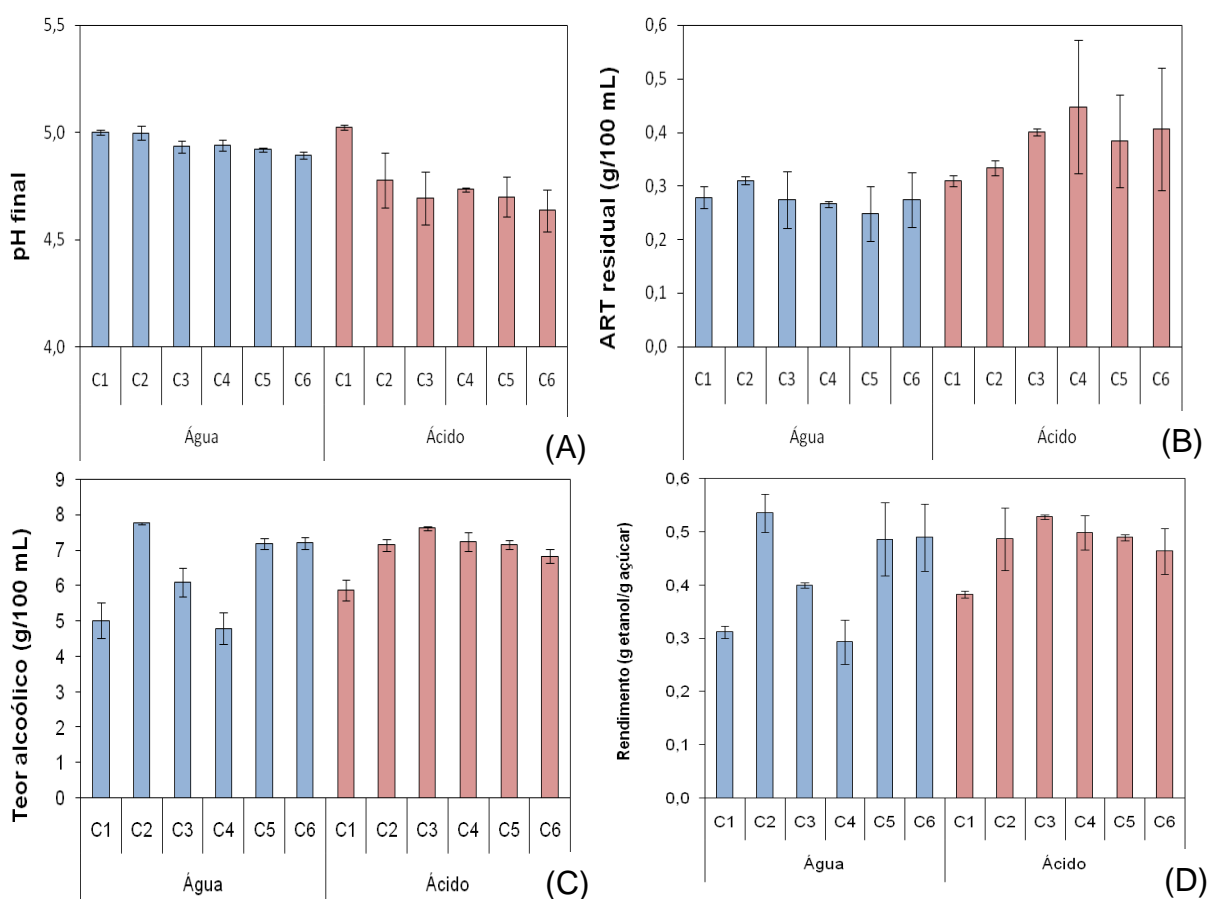 pH final
5,5
5,0
4,5
4,0
C1 C2 C3 C4 C5 C6 C1 C2 C3 C4 C5 C6
Água Ácido
(A)
ART residual (g/100 mL)
0,6
0,5
0,4
0,3
0,2
0,1
0,0
C1 C2 C3 C4 C5 C6 C1 C2 C3 C4 C5 C6
Água Ácido
(B)
Teor alcoólico (g/100 mL)
9
8
7
6
5
4
3
2
1
0
C1 C2 C3 C4 C5 C6 C1 C2 C3 C4 C5 C6
Água Ácido
(C)
Rendimento (g etanol/g açúcar)
0,6
0,5
0,4
0,3
0,2
0,0
C1 C2 C3 C4 C5 C6 C1 C2 C3 C4 C5 C6
Água Ácido
(D)